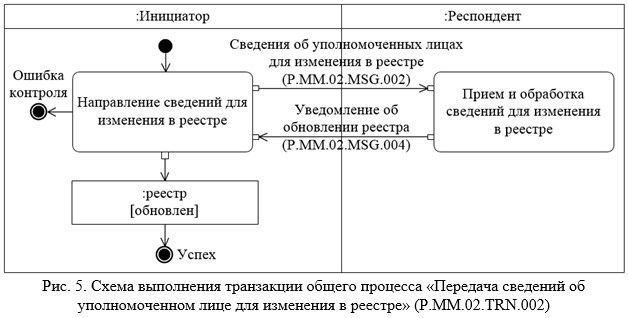 :Инициатор
:Респондент
Сведения об уполномоченных лицах
для изменения в реестре
(P.MM.02.MSG.002)
Ошибка
контроля
Направление сведений для
изменения в реестре
Прием и обработка
сведений для изменения
в реестре
Уведомление об
обновлении реестра
(P.MM.02.MSG.004)
:реестр
[обновлен]
Успех
Рис. 5. Схема выполнения транзакции общего процесса «Передача сведений об
уполномоченном лице для изменения в реестре» (P.MM.02.TRN.002)